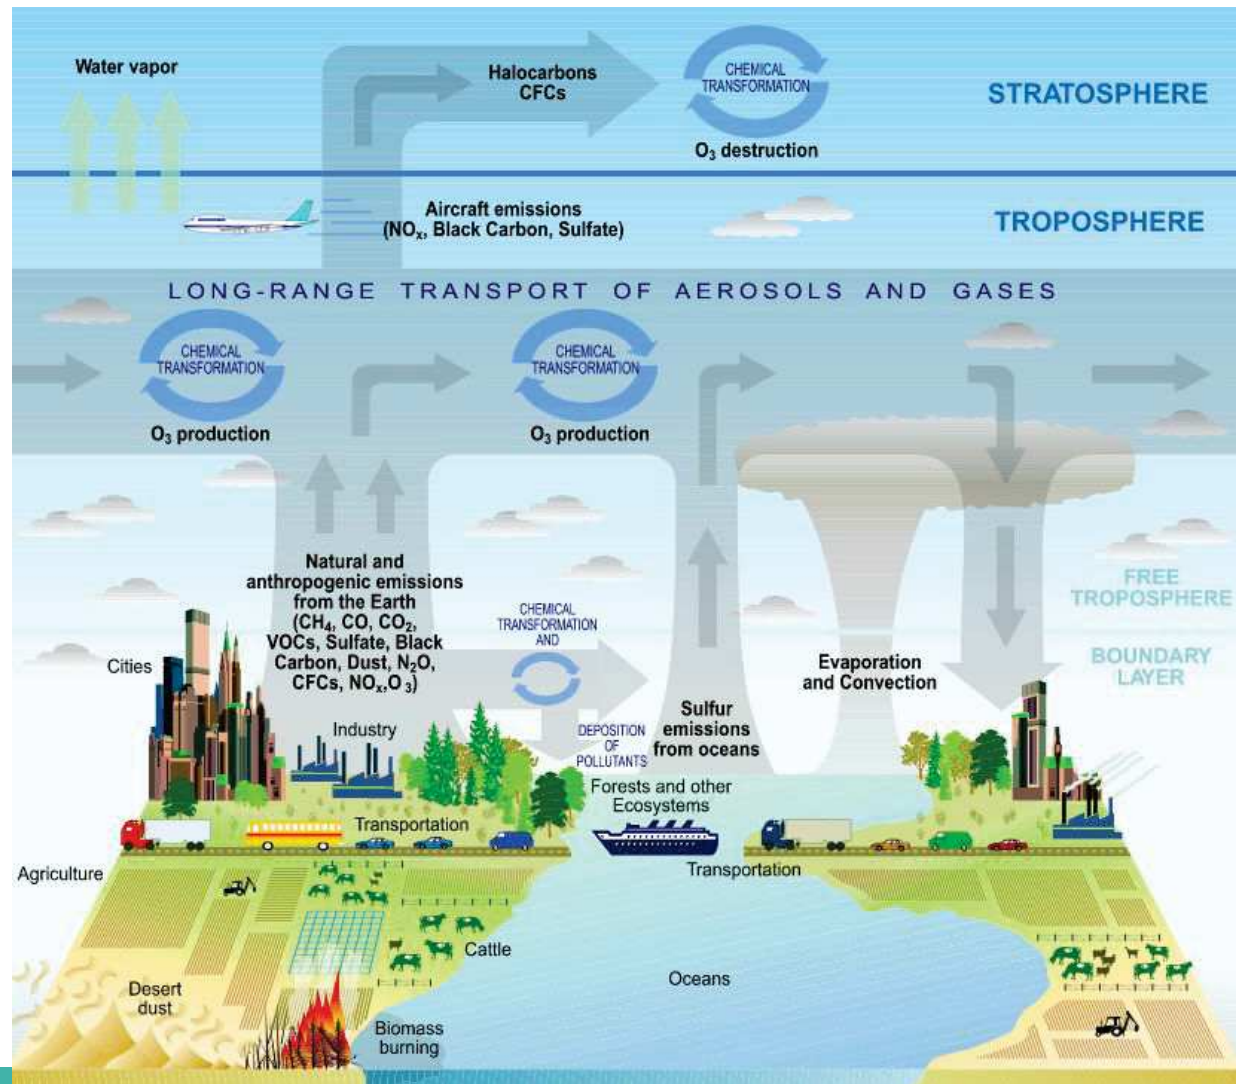 Water vapor
Halocarbons
CFCs
CHEMICAL
TRANSFORMATION
O₃ destruction
STRATOSPHERE
Aircraft emissions
(NOₓ, Black Carbon, Sulfate)
TROPOSPHERE
LONG-RANGE TRANSPORT OF AEROSOLS AND GASES
CHEMICAL
TRANSFORMATION
O₃ production
CHEMICAL
TRANSFORMATION
O₃ production
Natural and
anthropogenic emissions
from the Earth
(CH₄, CO, CO₂,
VOCs, Sulfate, Black
Carbon, Dust, N₂O,
CFCs, NOₓ,O ₃)
CHEMICAL
TRANSFORMATION
AND
DEPOSITION
OF
POLLUTANTS
FREE
TROPOSPHERE
BOUNDARY
LAYER
Evaporation
and Convection
Sulfur
emissions
from oceans
Cities
Industry
Forests and other
Ecosystems
Transportation
Transportation
Agriculture
Cattle
Oceans
Desert
dust
Biomass
burning